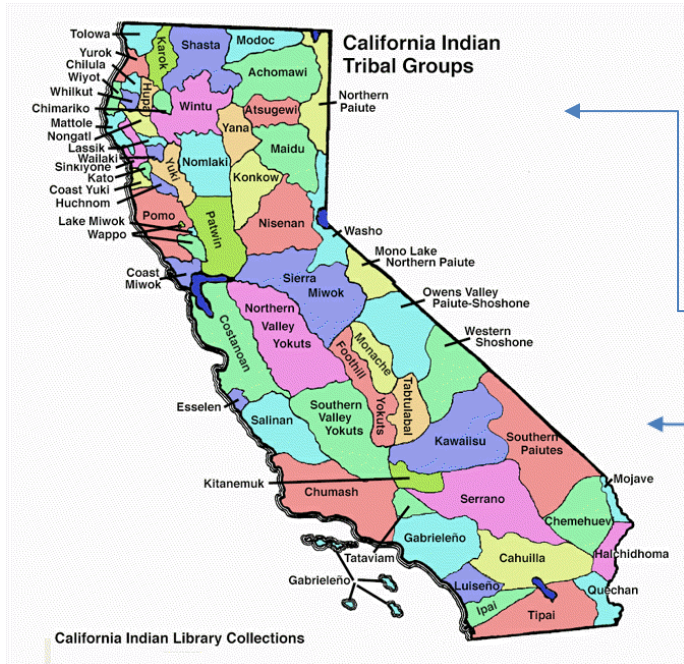 California Indian
Tribal Groups
Tolowa
Yurok
Chilula
Wiyot
Whilkut
Chimariko
Mattole
Nongatl
Lassik
Wailaki
Sinkiyone
Kato
Coast Yuki
Huchnom
Karok
Shasta
Modoc
Achomawi
Northern
Paiute
Hupa
Wintu
Atsugewi
Yana
Maidu
Yuki
Nomlaki
Konkow
Pomo
Lake Miwok
Wappo
Patwin
Nisenan
Washo
Mono Lake
Northern Paiute
Coast
Miwok
Sierra
Miwok
Owens Valley
Paiute-Shoshone
Northern
Valley
Yokuts
Western
Shoshone
Costanoan
Foothill
Yokuts
Monache
Tabtulabal
Esselen
Salinan
Southern
Valley
Yokuts
Kawaiisu
Southern
Paiutes
Kitanemuk
Chumash
Serrano
Mojave
Chemehuev
Tataviam
Gabrieleño
Halchidhoma
Cahuilla
Gabrieleño
Luiseño
Quechan
Ipai
Tipai
California Indian Library Collections